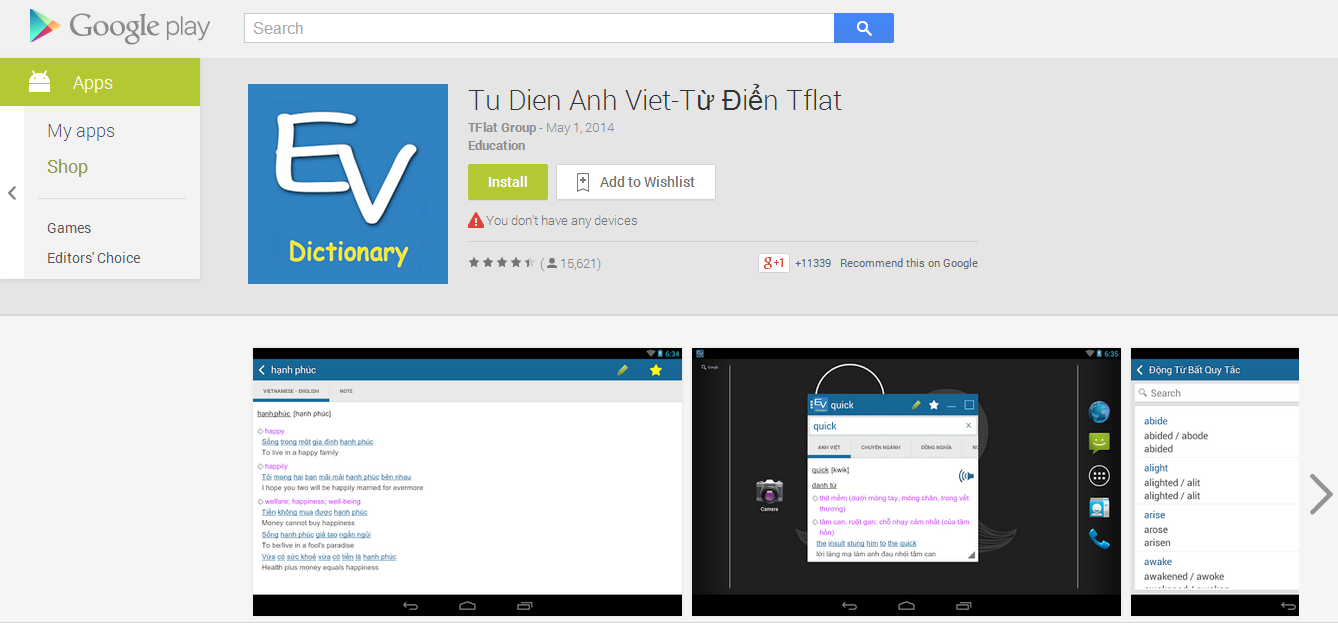 Google play
Search
Apps
My apps
Shop
Games
Editors' Choice
EV
Dictionary
Tu Dien Anh Viet-Từ Điển Tflat
TFlat Group - May 1, 2014
Education
Install
Add to Wishlist
You don't have any devices
(15,621)
g+1 +11339 Recommend this on Google
6:34
hạnh phúc
VIETNAMESE - ENGLISH NOTE
hạnh phúc [hạnh phúc]
happy
Sống trong một gia đình hạnh phúc
To live in a happy family
happily
Tôi mong hai bạn mãi mãi hạnh phúc bên nhau
I hope you two will be happily married for evermore
welfare; happiness; well-being
Tiền không mua được hạnh phúc
Money cannot buy happiness
Sống hạnh phúc giả tạo ngắn ngủi
To be/live in a fool's paradise
Vừa có sức khoẻ vừa có tiền là hạnh phúc
Health plus money equals happiness
6:35
Google
EV quick
quick
ANH VIỆT CHUYÊN NGÀNH ĐỒNG NGHĨA
quick [kwik]
danh từ
thịt mềm (dưới móng tay, móng chân, trong vết
thương)
tâm can, ruột gan; chỗ nhạy cảm nhất (của tâm
hồn)
the insult stung him to the quick
lời lăng mạ làm anh đau nhói tâm can
Camera
Động Từ Bất Quy Tắc
Search
abide
abided / abode
abided
alight
alighted / alit
alighted / alit
arise
arose
arisen
awake
awakened / awoke